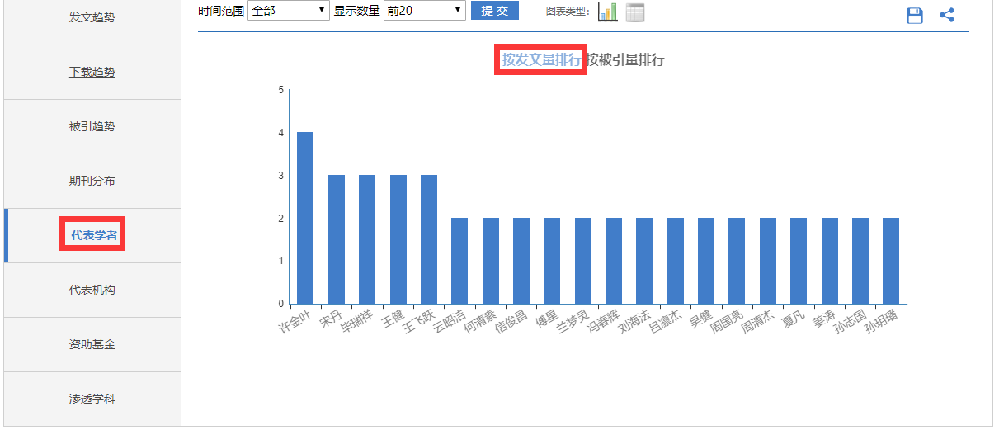 发文趋势
下载趋势
被引趋势
期刊分布
代表学者
代表机构
资助基金
渗透学科
时间范围 全部 显示数量 前20 提 交 图表类型:
按发文量排行 按被引量排行
5
4
3
2
1
0
许金叶 宋丹 毕瑞祥 王健 王飞跃 云昭洁 何清素 信俊昌 傅星 兰梦灵 冯春辉 刘海法 吕凛杰 吴健 周国亮 周清杰 夏凡 姜涛 孙志国 孙玥璠